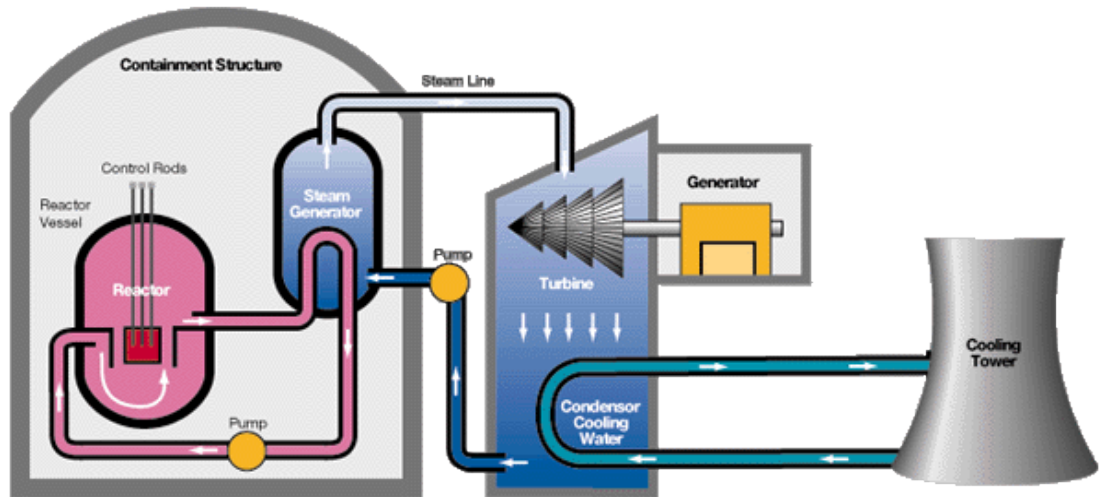 Containment Structure
Steam Line
Control Rods
Reactor
Vessel
Steam
Generator
Generator
Pump
Reactor
Turbine
Cooling
Tower
Condensor
Cooling
Water
Pump